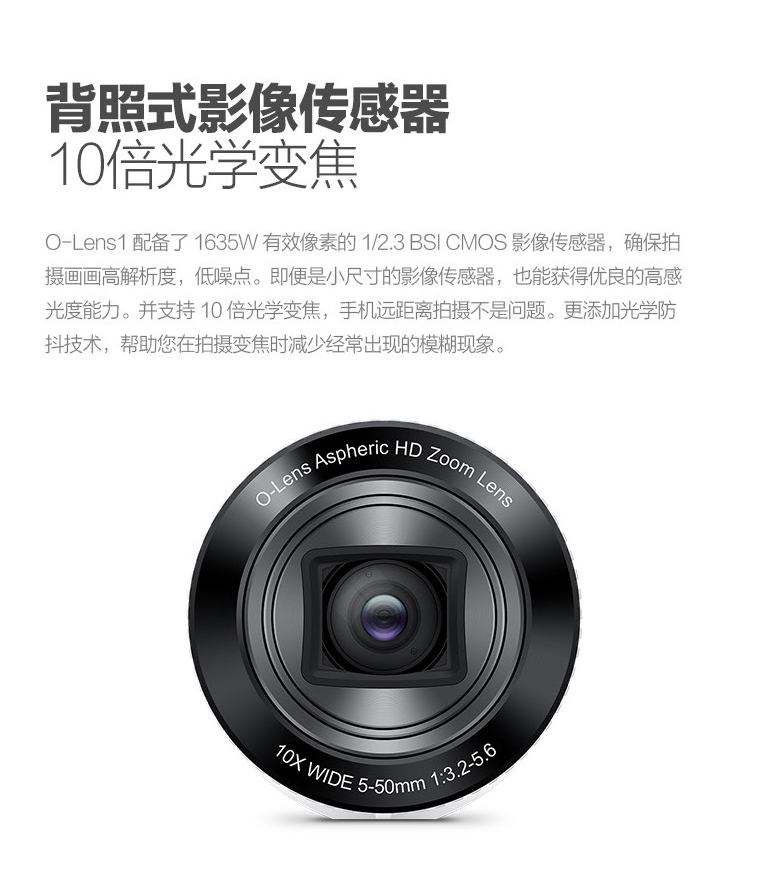 背照式影像传感器
10倍光学变焦
O-Lens1 配备了 1635W 有效像素的 1/2.3 BSI CMOS 影像传感器，确保拍
摄画画高解析度，低噪点。即便是小尺寸的影像传感器，也能获得优良的高感
光度能力。并支持 10 倍光学变焦，手机远距离拍摄不是问题。更添加光学防
抖技术，帮助您在拍摄变焦时减少经常出现的模糊现象。
O-Lens Aspheric HD Zoom Lens
10X WIDE 5-50mm 1:3.2-5.6